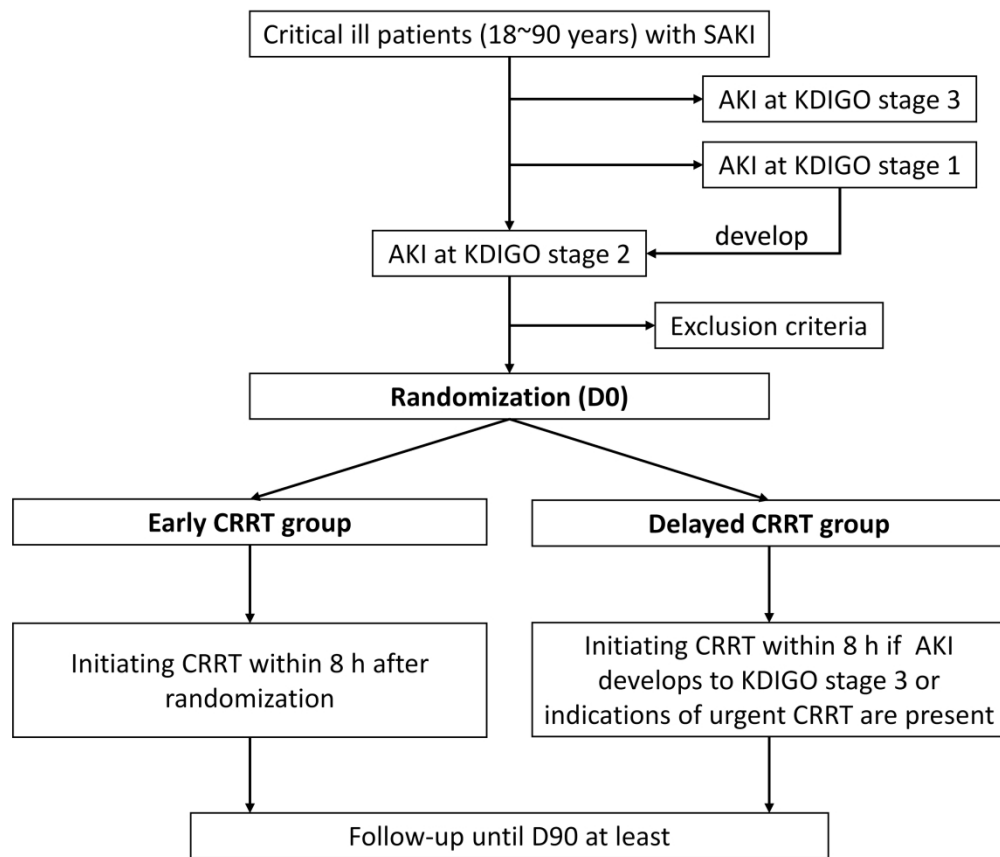 Critical ill patients (18~90 years) with SAKI
AKI at KDIGO stage 3
AKI at KDIGO stage 1
develop
AKI at KDIGO stage 2
Exclusion criteria
Randomization (D0)
Early CRRT group
Delayed CRRT group
Initiating CRRT within 8 h after
randomization
Initiating CRRT within 8 h if AKI
develops to KDIGO stage 3 or
indications of urgent CRRT are present
Follow-up until D90 at least